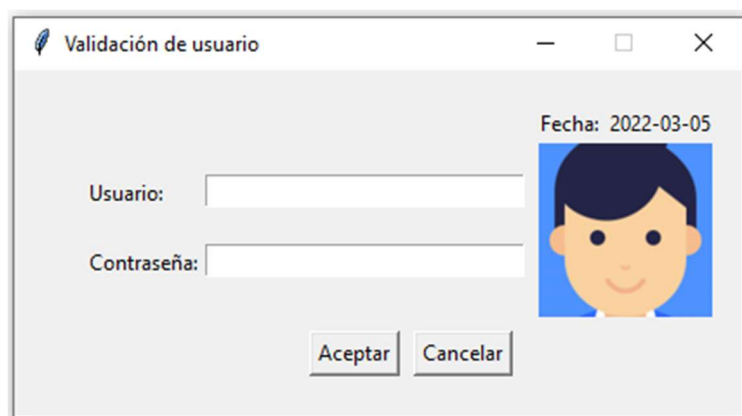 Validación de usuario
Fecha: 2022-03-05
Usuario:
Contraseña:
Aceptar Cancelar